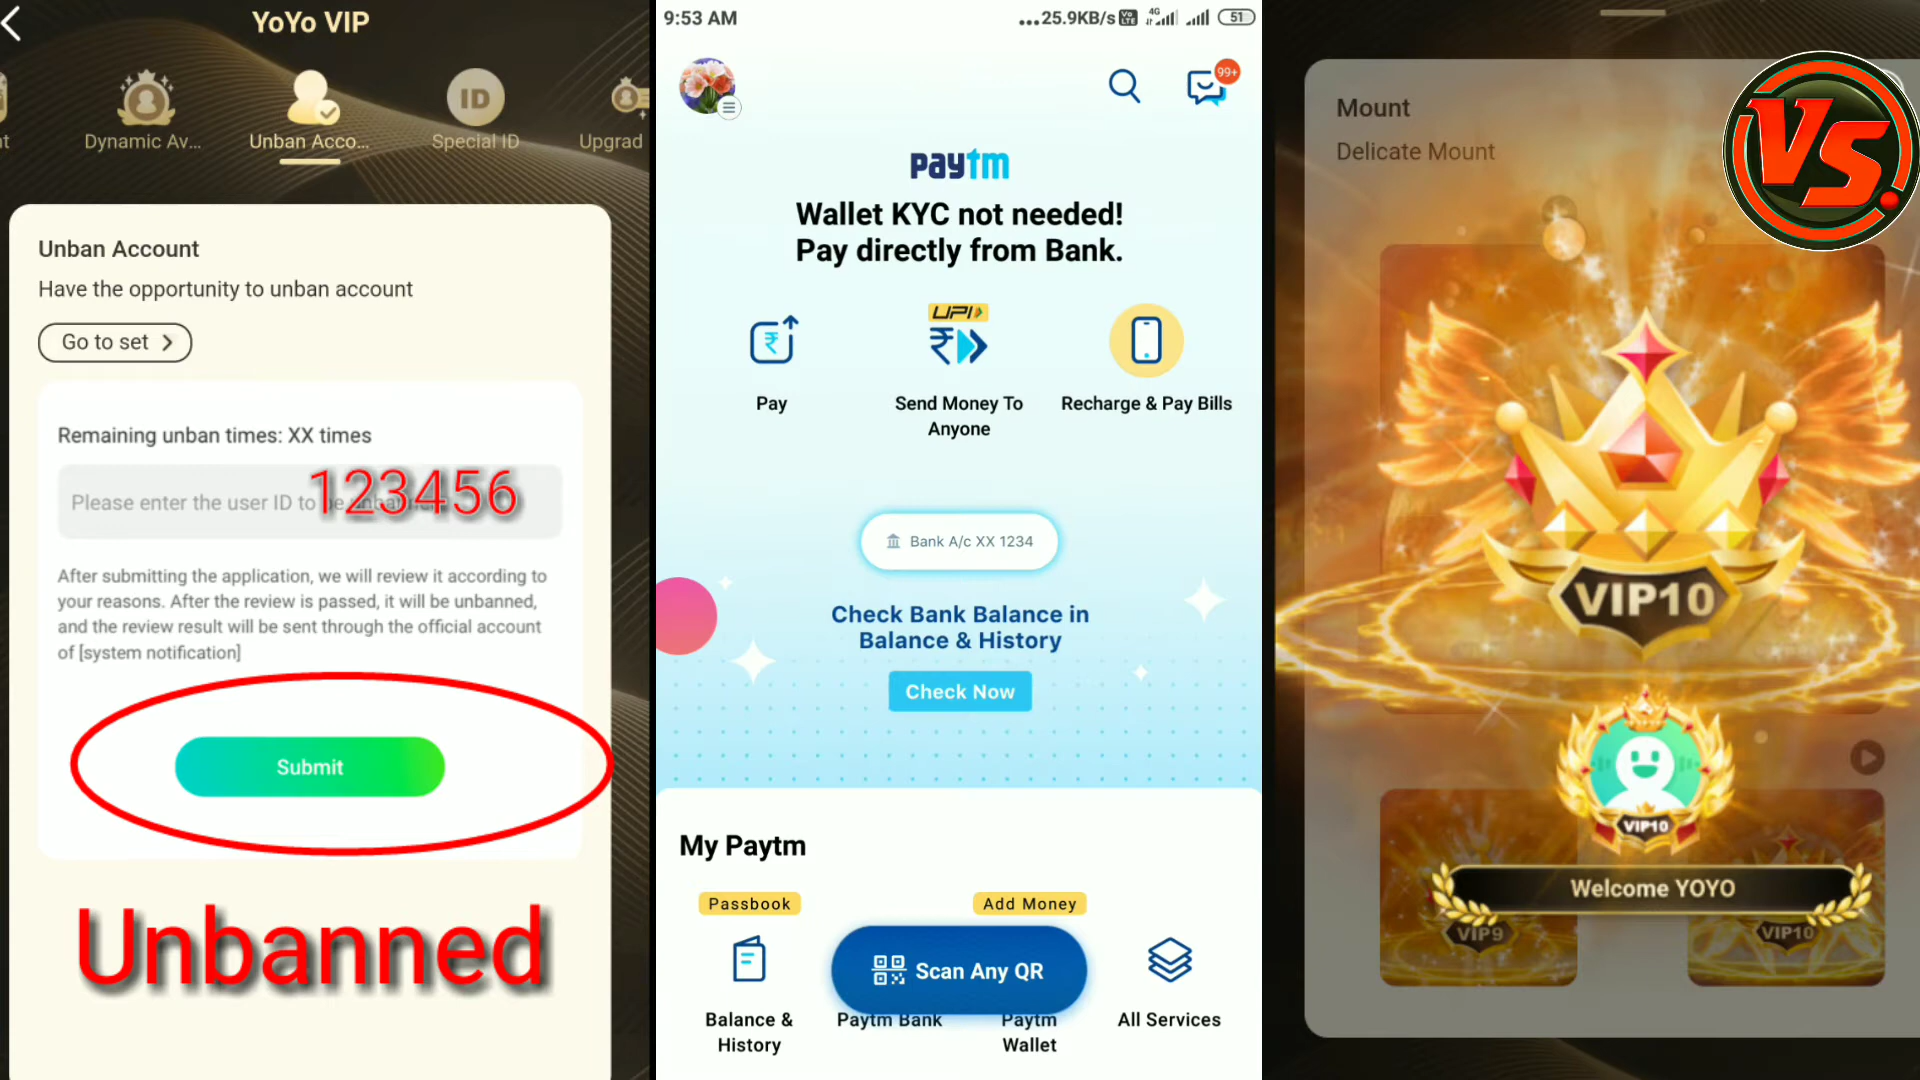 YoYo VIP
nt
Dynamic Av...
Unban Acco...
Special ID
Upgrad
Unban Account
Have the opportunity to unban account
Go to set >
Remaining unban times: XX times
Please enter the user ID to be
123456
After submitting the application, we will review it according to
your reasons. After the review is passed, it will be unbanned,
and the review result will be sent through the official account
of [system notification]
Submit
Unbanned
9:53 AM
...25.9KB/s Vo LTE 4G 51
99+
paytm
Wallet KYC not needed!
Pay directly from Bank.
UPI
Pay
Send Money To
Anyone
Recharge & Pay Bills
Bank A/c XX 1234
Check Bank Balance in
Balance & History
Check Now
My Paytm
Passbook
Add Money
Scan Any QR
Balance &
History
Paytm Bank
Paytm
Wallet
All Services
Mount
Delicate Mount
VS.
VIP10
VIP10
Welcome YOYO
VIP9
VIP10